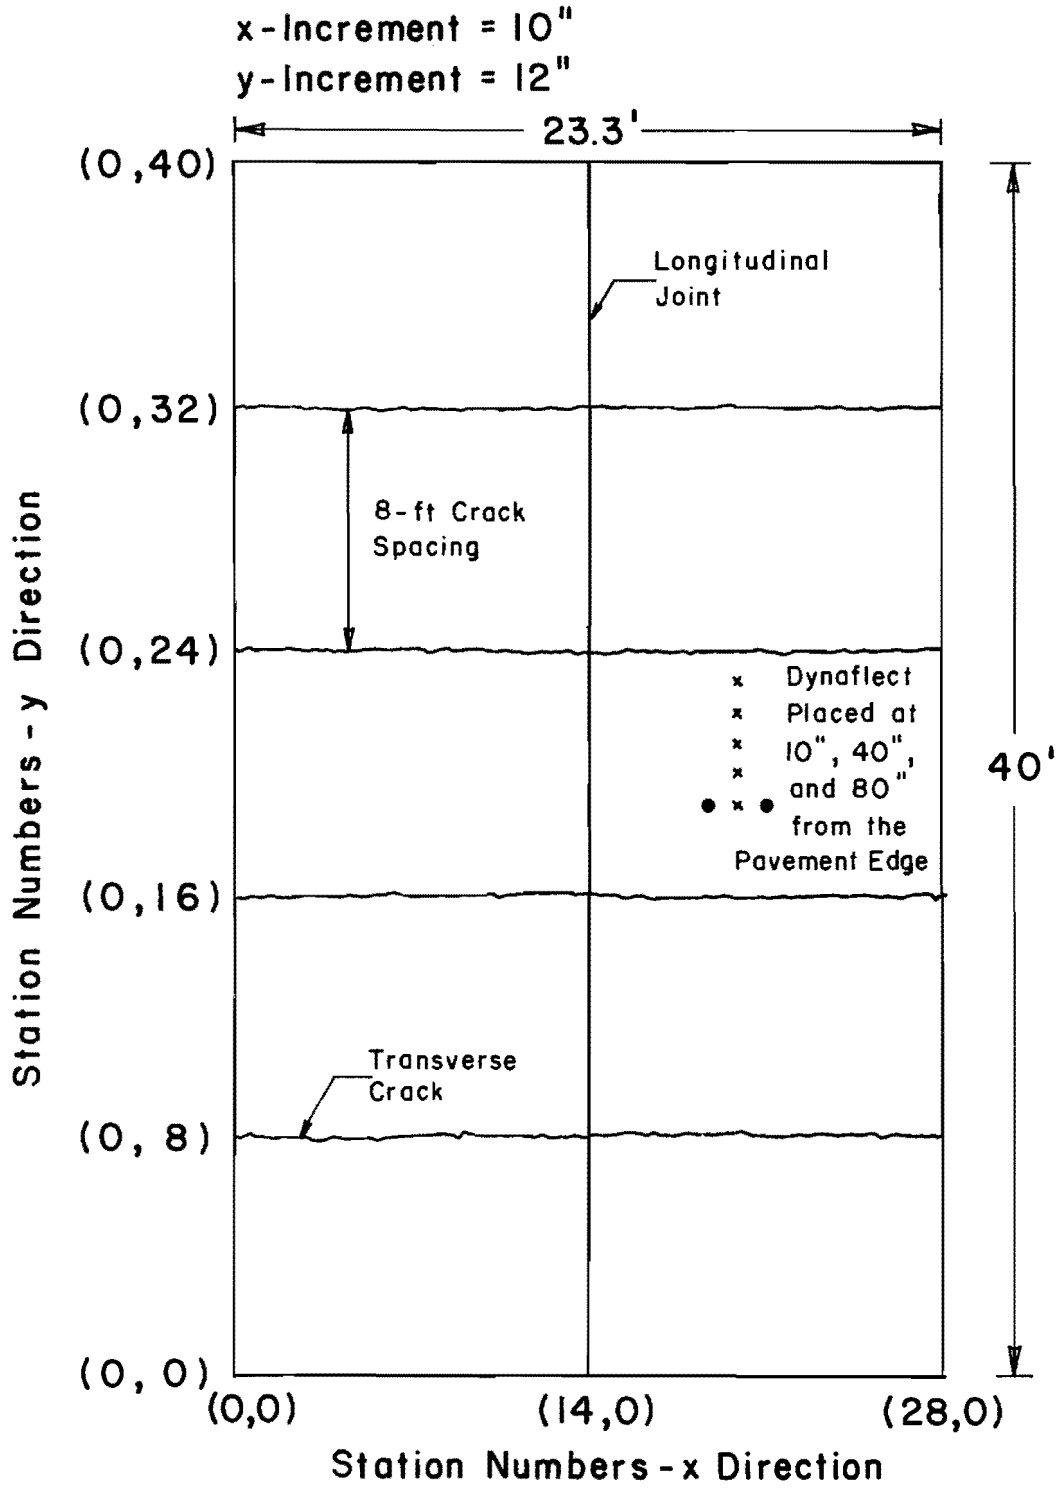 x-Increment = 10"
y-Increment = 12"
23.3'
(0,40)
Longitudinal
Joint
(0,32)
8-ft Crack
Spacing
(0,24)
Dynaflect
Placed at
10", 40",
and 80"
from the
Pavement Edge
40'
(0,16)
Transverse
Crack
(0, 8)
(0, 0)
(0,0) (14,0) (28,0)
Station Numbers - x Direction
Station Numbers - y Direction